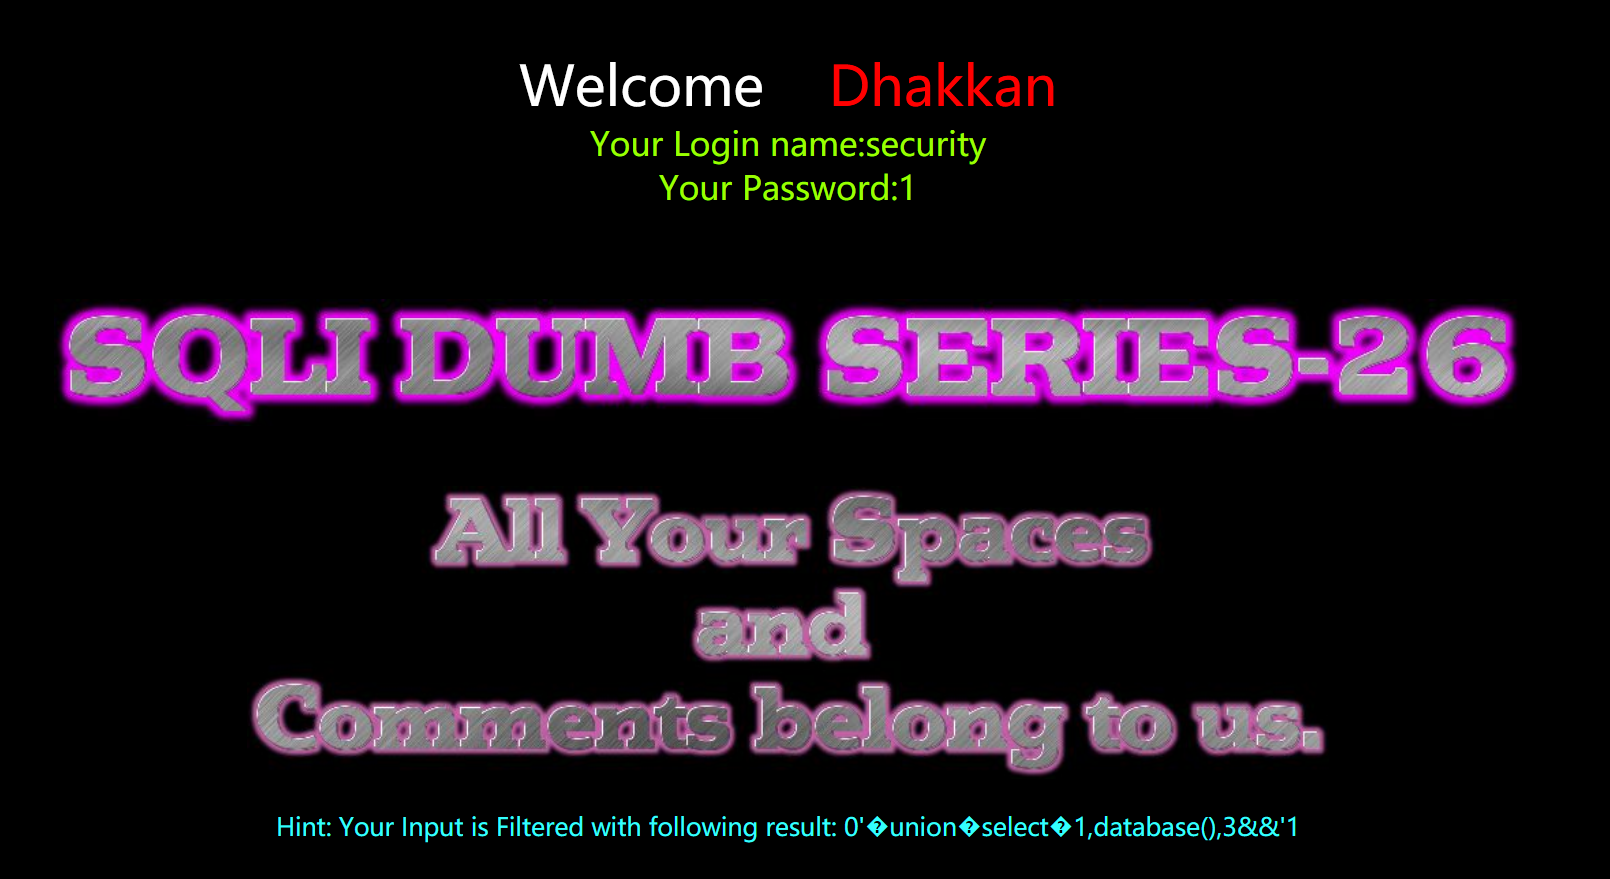 Welcome Dhakkan
Your Login name:security
Your Password:1
SQLI DUMB SERIES-26
All Your Spaces
and
Comments belong to us.
Hint: Your Input is Filtered with following result: 0'�union�select�1,database(),3&&'1